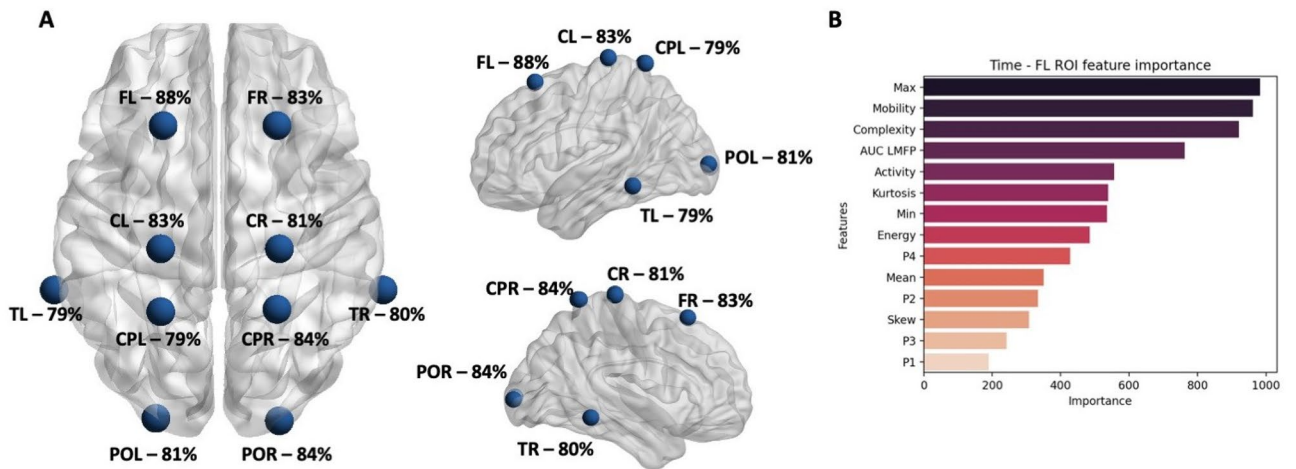 A
FL – 88%
FR – 83%
CL – 83%
CR – 81%
TL – 79%
TR – 80%
CPL – 79%
CPR – 84%
POL – 81%
POR – 84%
CL – 83%
CPL – 79%
FL – 88%
POL – 81%
TL – 79%
CR – 81%
CPR – 84%
FR – 83%
POR – 84%
TR – 80%
B
Time - FL ROI feature importance
Max
Mobility
Complexity
AUC LMFP
Activity
Kurtosis
Min
Energy
P4
Mean
P2
Skew
P3
P1
Features
0 200 400 600 800 1000
Importance